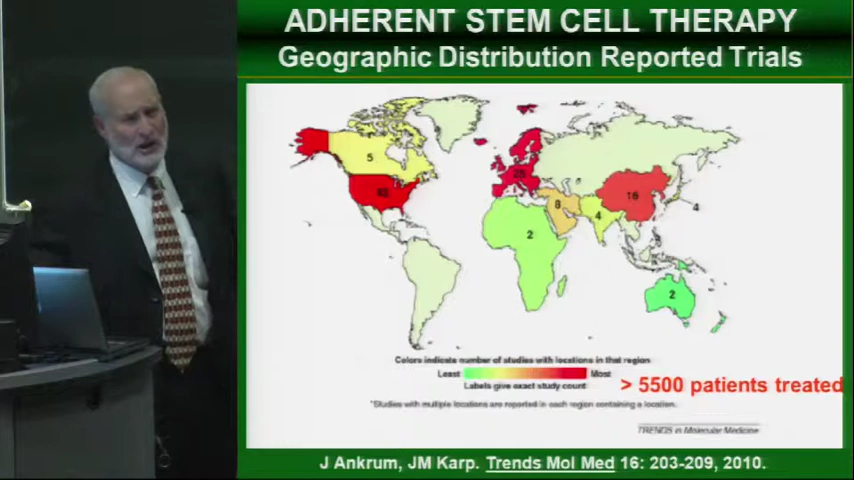 ADHERENT STEM CELL THERAPY
Geographic Distribution Reported Trials
5
25
16
8
4
4
2
2
Colors indicate number of studies with locations in that region
Least
Most
Labels give exact study count
> 5500 patients treated
*Studies with multiple locations are reported in each region containing a location.
TRENDS in Molecular Medicine
J Ankrum, JM Karp. Trends Mol Med 16: 203-209, 2010.